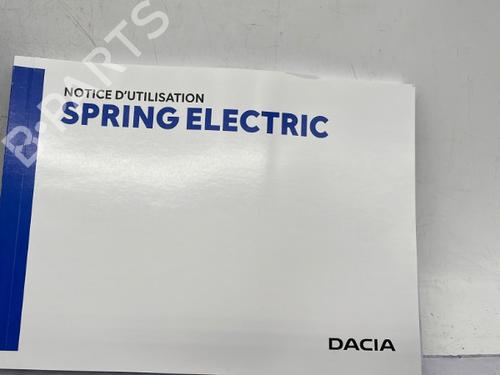 B-PARTS
NOTICE D'UTILISATION
SPRING ELECTRIC
DACIA